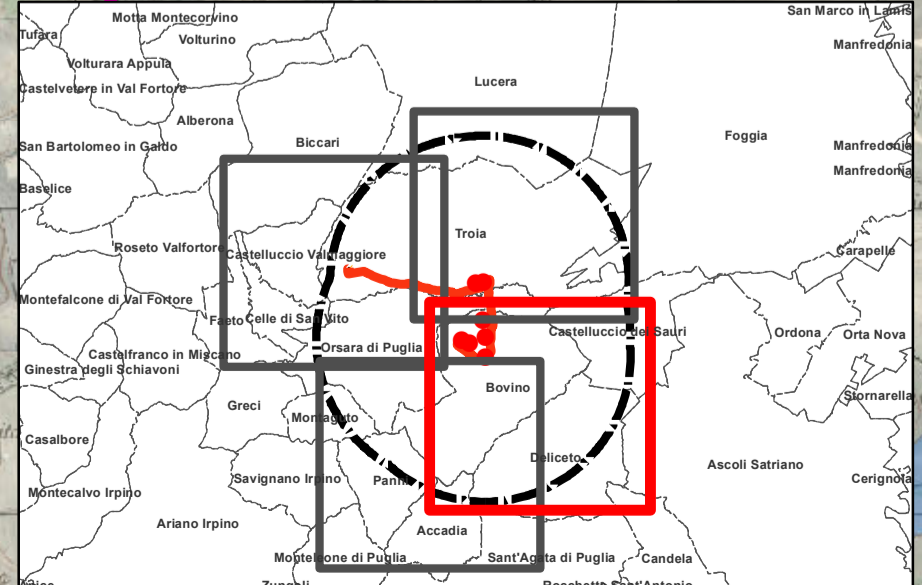 San Marco in Lamis
Motta Montecorvino
Tufara
Volturino
Manfredonia
Volturara Appula
Lucera
Castelvetere in Val Fortore
Alberona
Foggia
Biccari
San Bartolomeo in Galdo
Manfredonia
Manfredonia
Baselice
Troia
Roseto Valfortore
Castelluccio Valmaggiore
Carapelle
Montefalcone di Val Fortore
Faeto
Celle di San Vito
Castelluccio dei Sauri
Ordona
Orta Nova
Orsara di Puglia
Castelfranco in Miscano
Ginestra degli Schiavoni
Bovino
Stornarella
Greci
Montaguto
Casalbore
Deliceto
Ascoli Satriano
Savignano Irpino
Panni
Cerignola
Montecalvo Irpino
Ariano Irpino
Accadia
Monteleone di Puglia
Sant'Agata di Puglia
Candela
Zungoli
Rocchetta Sant'Antonio